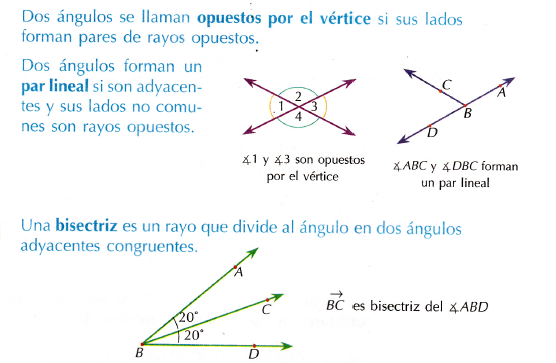 Dos ángulos se llaman opuestos por el vértice si sus lados
forman pares de rayos opuestos.
Dos ángulos forman un
par lineal si son adyacen-
tes y sus lados no comu-
nes son rayos opuestos.
2
1 3
4
∡1 y ∡3 son opuestos
por el vértice
C
A
B
D
∡ABC y ∡DBC forman
un par lineal
Una bisectriz es un rayo que divide al ángulo en dos ángulos
adyacentes congruentes.
A
C
20°
20°
B
D
BC es bisectriz del ∡ABD